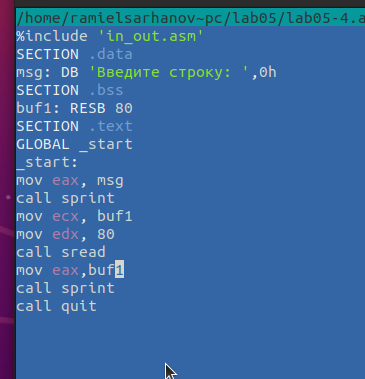 /home/ramielsarhanov~pc/lab05/lab05-4.a
%include 'in_out.asm'
SECTION .data
msg: DB 'Введите строку: ',0h
SECTION .bss
buf1: RESB 80
SECTION .text
GLOBAL _start
_start:
mov eax, msg
call sprint
mov ecx, buf1
mov edx, 80
call sread
mov eax,buf1
call sprint
call quit